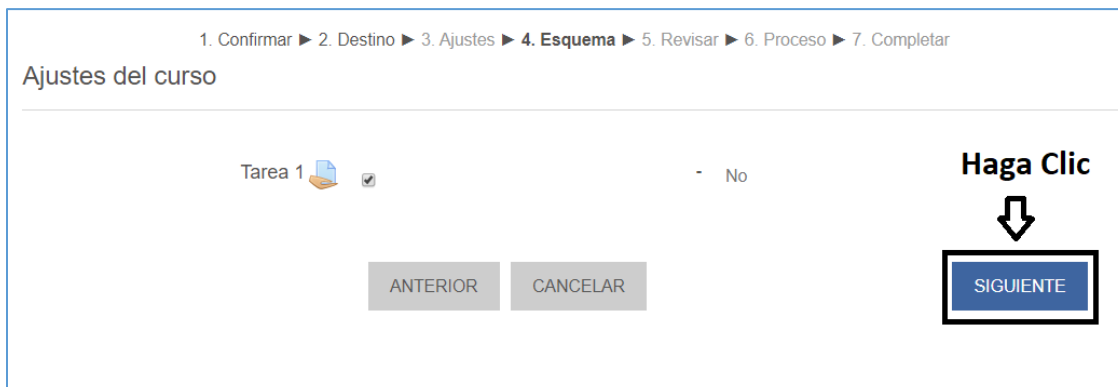 1. Confirmar ► 2. Destino ► 3. Ajustes ► 4. Esquema ► 5. Revisar ► 6. Proceso ► 7. Completar
Ajustes del curso
Tarea 1 - No
Haga Clic
ANTERIOR CANCELAR SIGUIENTE